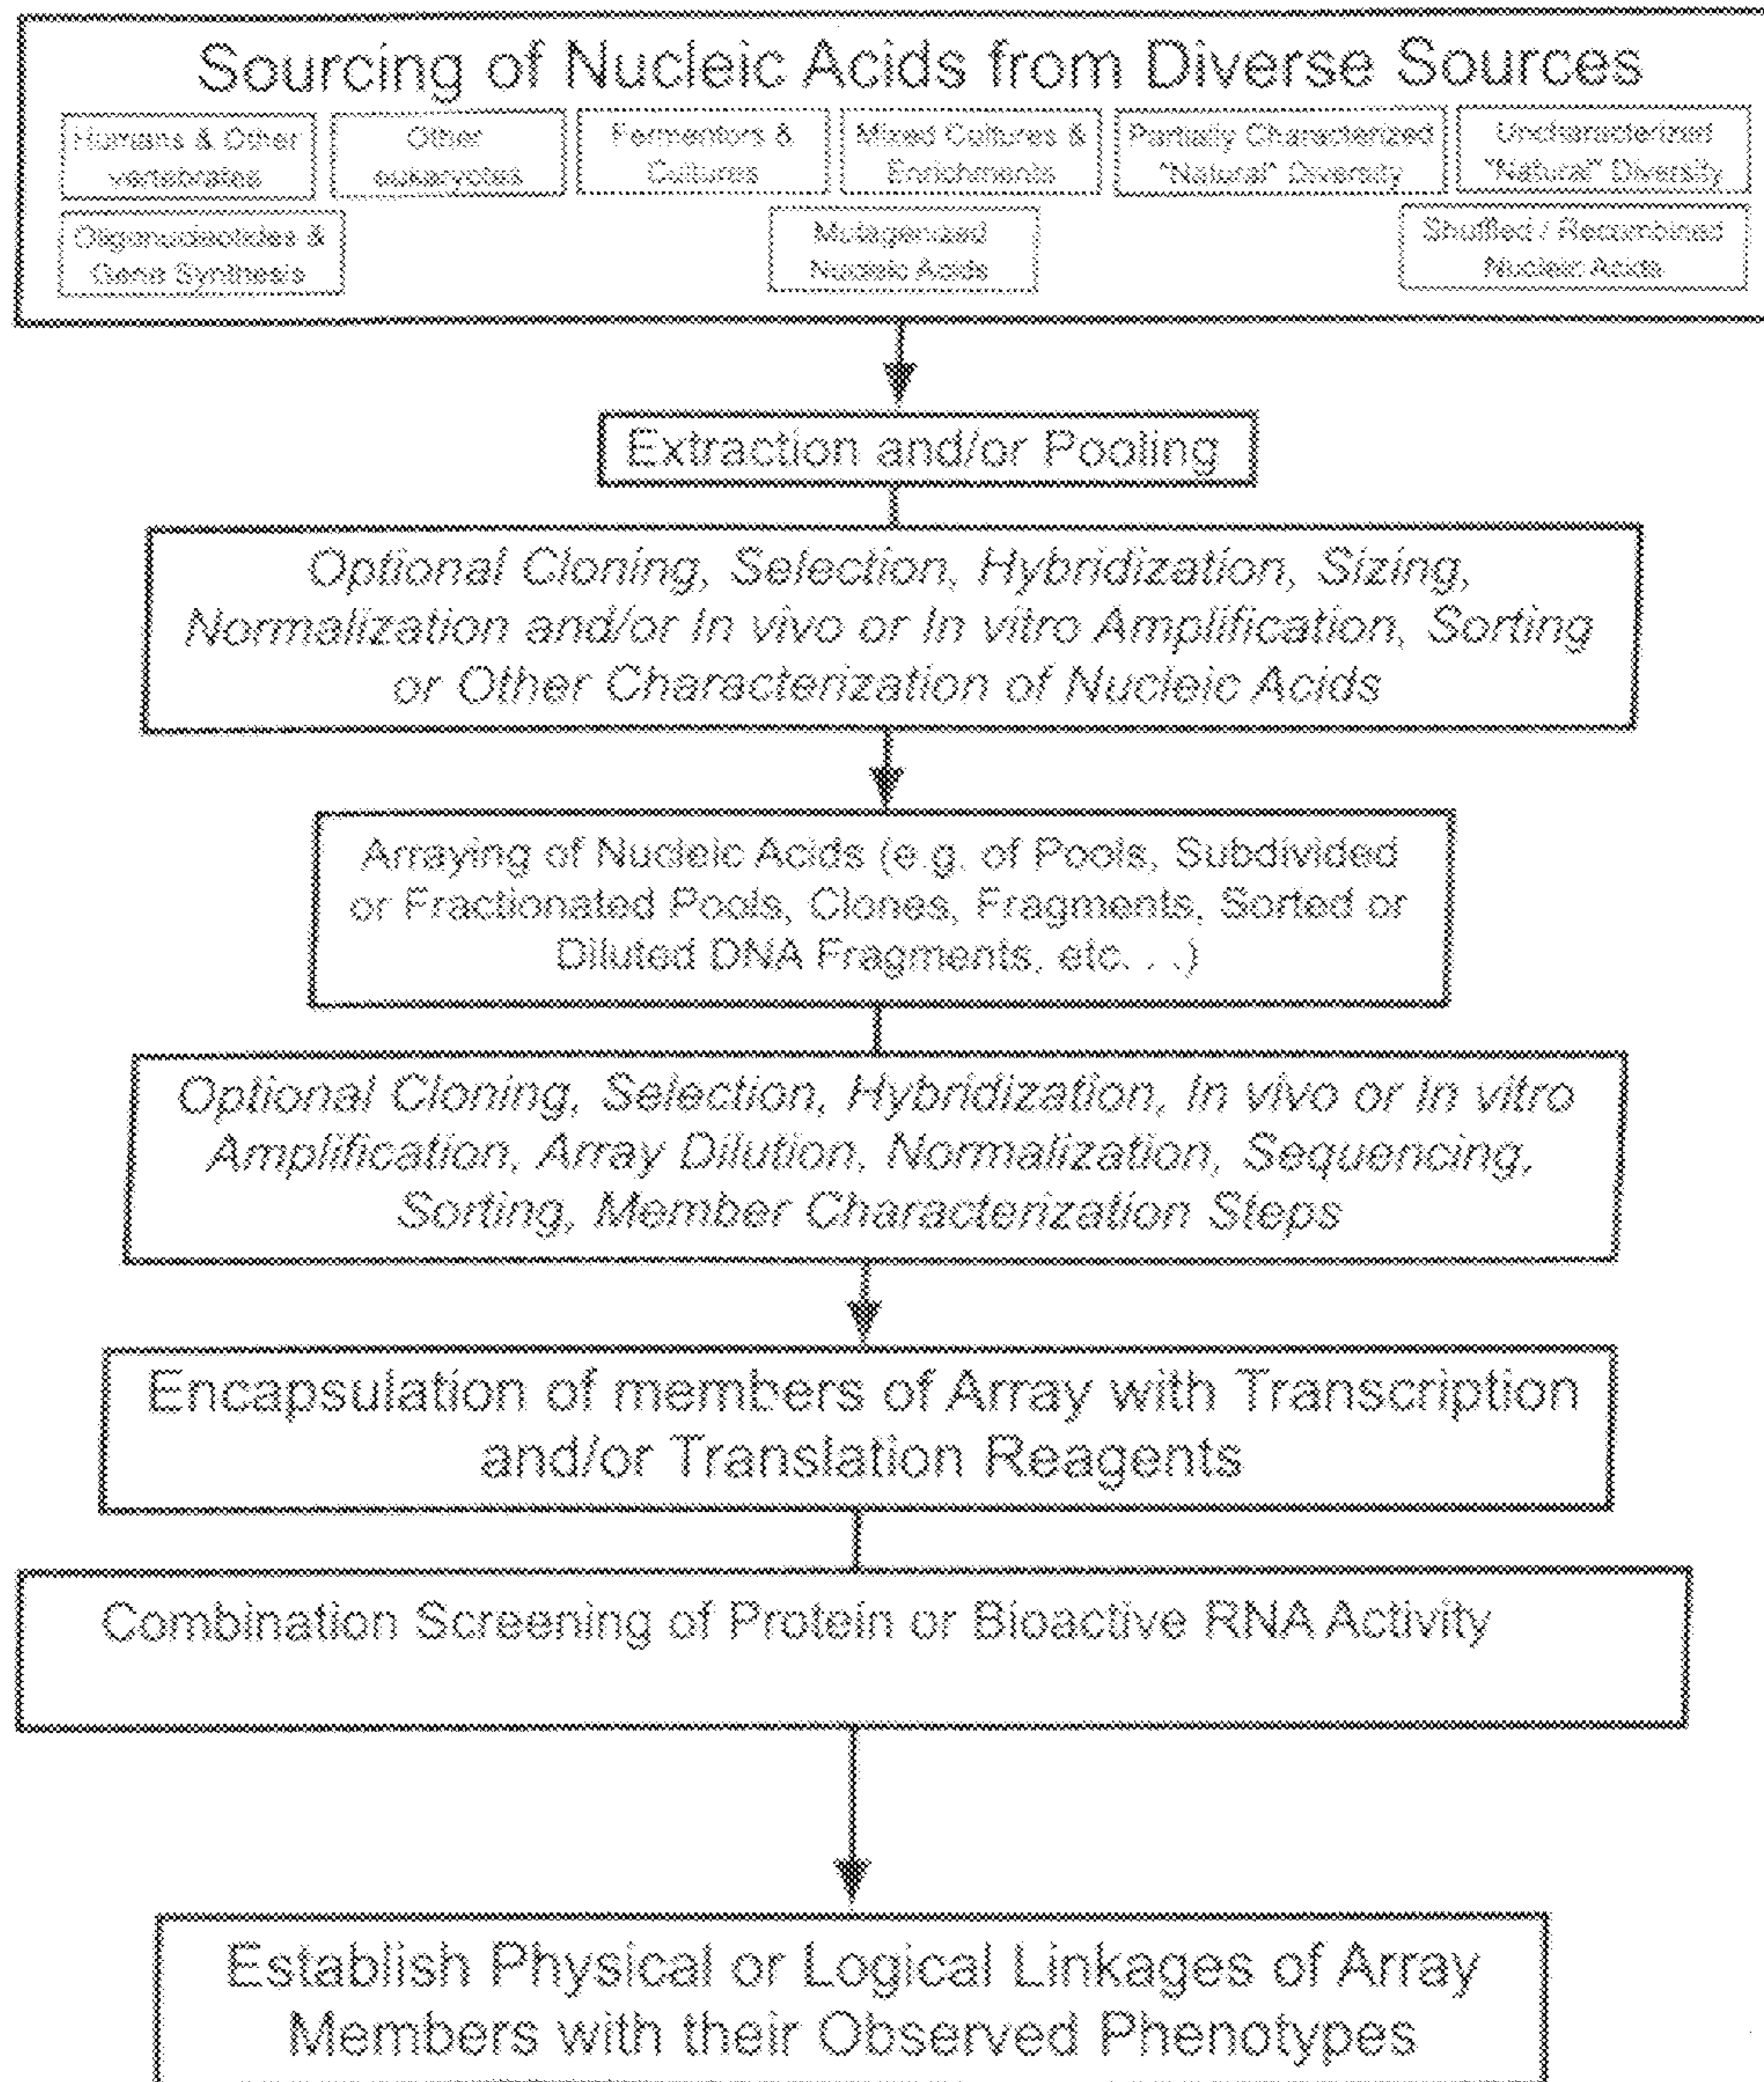 Sourcing of Nucleic Acids from Diverse Sources
Humans & Other
vertebrates
Other
eukaryotes
Fermentors &
Cultures
Mixed Cultures &
Enrichments
Partially Characterized
"Natural" Diversity
Uncharacterized
"Natural" Diversity
Oligonucleotides &
Gene Synthesis
Mutagenized
Nucleic Acids
Shuffled / Recombined
Nucleic Acids
Extraction and/or Pooling
Optional Cloning, Selection, Hybridization, Sizing,
Normalization and/or In vivo or In vitro Amplification, Sorting
or Other Characterization of Nucleic Acids
Arraying of Nucleic Acids (e.g. of Pools, Subdivided
or Fractionated Pools, Clones, Fragments, Sorted or
Diluted DNA Fragments, etc. . .)
Optional Cloning, Selection, Hybridization, In vivo or In vitro
Amplification, Array Dilution, Normalization, Sequencing,
Sorting, Member Characterization Steps
Encapsulation of members of Array with Transcription
and/or Translation Reagents
Combination Screening of Protein or Bioactive RNA Activity
Establish Physical or Logical Linkages of Array
Members with their Observed Phenotypes